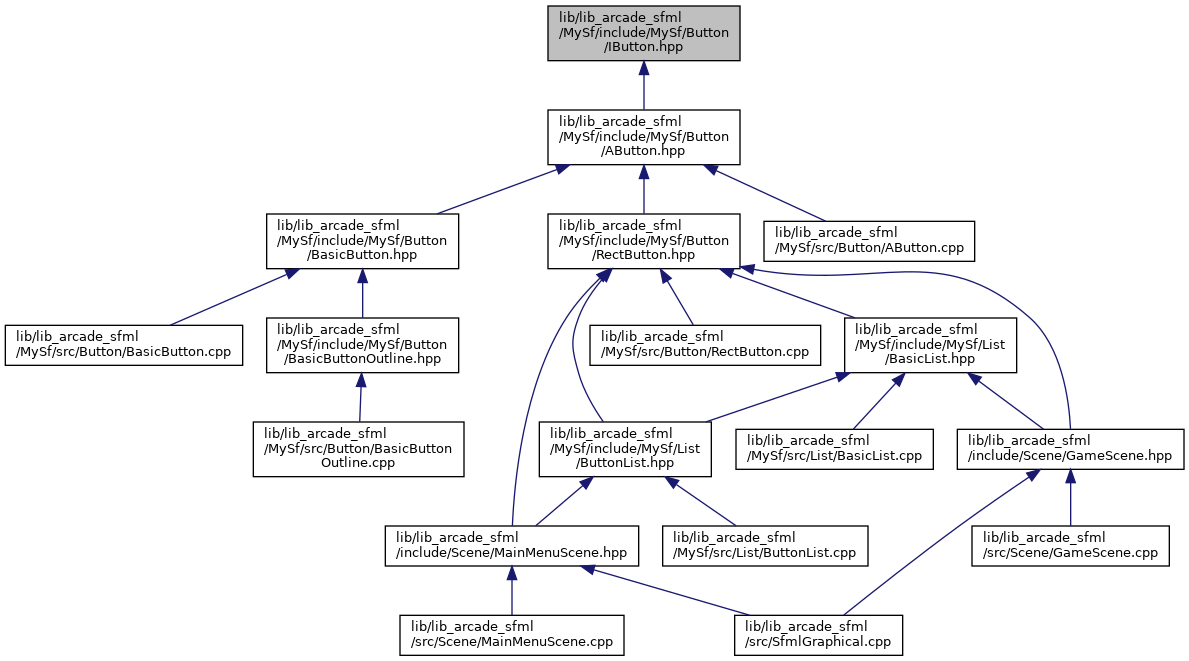 lib/lib_arcade_sfml
/MySf/include/MySf/Button
/IButton.hpp
lib/lib_arcade_sfml
/MySf/include/MySf/Button
/AButton.hpp
lib/lib_arcade_sfml
/MySf/include/MySf/Button
/BasicButton.hpp
lib/lib_arcade_sfml
/MySf/include/MySf/Button
/RectButton.hpp
lib/lib_arcade_sfml
/MySf/src/Button/AButton.cpp
lib/lib_arcade_sfml
/MySf/src/Button/BasicButton.cpp
lib/lib_arcade_sfml
/MySf/include/MySf/Button
/BasicButtonOutline.hpp
lib/lib_arcade_sfml
/MySf/src/Button/RectButton.cpp
lib/lib_arcade_sfml
/MySf/include/MySf/List
/BasicList.hpp
lib/lib_arcade_sfml
/MySf/src/Button/BasicButton
Outline.cpp
lib/lib_arcade_sfml
/MySf/include/MySf/List
/ButtonList.hpp
lib/lib_arcade_sfml
/MySf/src/List/BasicList.cpp
lib/lib_arcade_sfml
/include/Scene/GameScene.hpp
lib/lib_arcade_sfml
/include/Scene/MainMenuScene.hpp
lib/lib_arcade_sfml
/MySf/src/List/ButtonList.cpp
lib/lib_arcade_sfml
/src/Scene/GameScene.cpp
lib/lib_arcade_sfml
/src/Scene/MainMenuScene.cpp
lib/lib_arcade_sfml
/src/SfmlGraphical.cpp